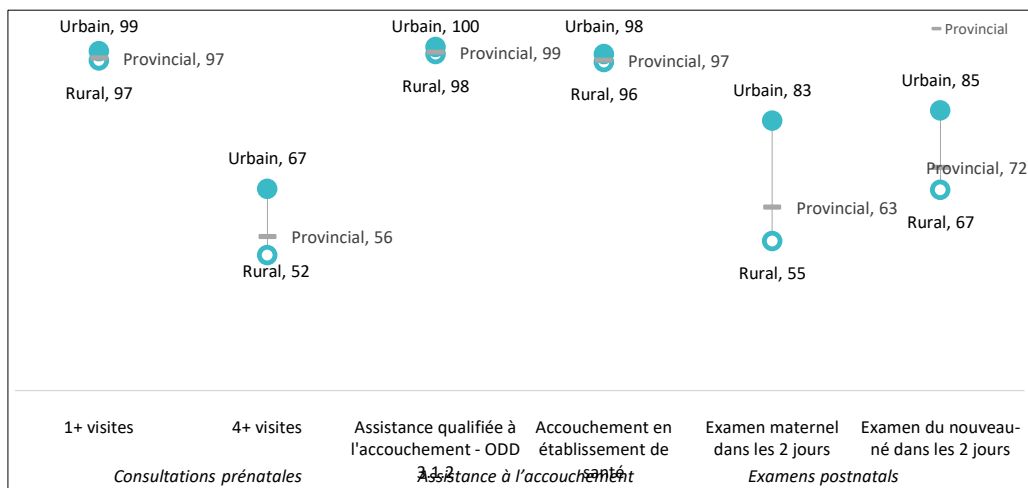 Urbain, 99
Provincial, 97
Rural, 97
Urbain, 67
Provincial, 56
Rural, 52
Urbain, 100
Provincial, 99
Rural, 98
Urbain, 98
Provincial, 97
Rural, 96
Urbain, 83
Provincial, 63
Rural, 55
Urbain, 85
Provincial, 72
Rural, 67
Provincial
1+ visites
4+ visites
Assistance qualifiée à
l'accouchement - ODD
3.1.2
Accouchement en
établissement de
santé
Examen maternel
dans les 2 jours
Examen du nouveau-
né dans les 2 jours
Consultations prénatales
Assistance à l’accouchement
Examens postnatals